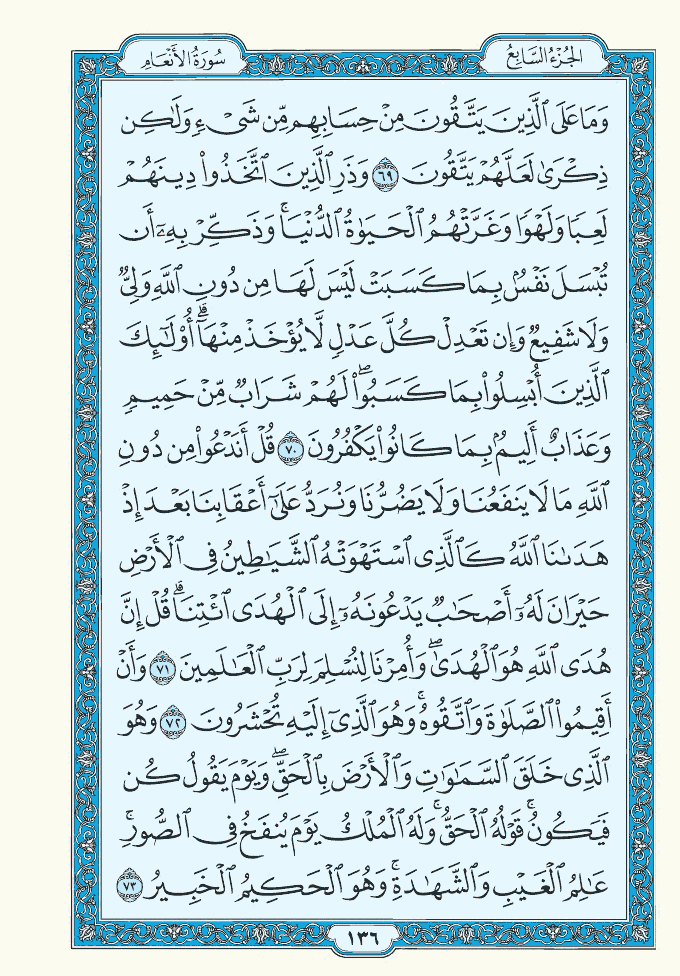 الجُزْءُ السَّابِعُ
سُورَةُ الأَنْعَامِ
وَمَا عَلَى ٱلَّذِينَ يَتَّقُونَ مِنْ حِسَابِهِم مِّن شَىْءٍ وَلَٰكِن
ذِكْرَىٰ لَعَلَّهُمْ يَتَّقُونَ ٦٩ وَذَرِ ٱلَّذِينَ ٱتَّخَذُوا۟ دِينَهُمْ
لَعِبًا وَلَهْوًا وَغَرَّتْهُمُ ٱلْحَيَوٰةُ ٱلدُّنْيَا ۚ وَذَكِّرْ بِهِۦٓ أَن
تُبْسَلَ نَفْسٌۢ بِمَا كَسَبَتْ لَيْسَ لَهَا مِن دُونِ ٱللَّهِ وَلِىٌّ
وَلَا شَفِيعٌ وَإِن تَعْدِلْ كُلَّ عَدْلٍ لَّا يُؤْخَذْ مِنْهَآ ۗ أُو۟لَٰٓئِكَ
ٱلَّذِينَ أُبْسِلُوا۟ بِمَا كَسَبُوا۟ ۖ لَهُمْ شَرَابٌ مِّنْ حَمِيمٍ
وَعَذَابٌ أَلِيمٌۢ بِمَا كَانُوا۟ يَكْفُرُونَ ٧٠ قُلْ أَنَدْعُوا۟ مِن دُونِ
ٱللَّهِ مَا لَا يَنفَعُنَا وَلَا يَضُرُّنَا وَنُرَدُّ عَلَىٰٓ أَعْقَابِنَا بَعْدَ إِذْ
هَدَىٰنَا ٱللَّهُ كَٱلَّذِى ٱسْتَهْوَتْهُ ٱلشَّيَٰطِينُ فِى ٱلْأَرْضِ
حَيْرَانَ لَهُۥٓ أَصْحَٰبٌ يَدْعُونَهُۥٓ إِلَى ٱلْهُدَى ٱئْتِنَا ۗ قُلْ إِنَّ
هُدَى ٱللَّهِ هُوَ ٱلْهُدَىٰ ۖ وَأُمِرْنَا لِنُسْلِمَ لِرَبِّ ٱلْعَٰلَمِينَ ٧١ وَأَنْ
أَقِيمُوا۟ ٱلصَّلَوٰةَ وَٱتَّقُوهُ ۚ وَهُوَ ٱلَّذِىٓ إِلَيْهِ تُحْشَرُونَ ٧٢ وَهُوَ
ٱلَّذِى خَلَقَ ٱلسَّمَٰوَٰتِ وَٱلْأَرْضَ بِٱلْحَقِّ ۖ وَيَوْمَ يَقُولُ كُن
فَيَكُونُ ۚ قَوْلُهُ ٱلْحَقُّ ۚ وَلَهُ ٱلْمُلْكُ يَوْمَ يُنفَخُ فِى ٱلصُّورِ ۚ
عَٰلِمُ ٱلْغَيْبِ وَٱلشَّهَٰدَةِ ۚ وَهُوَ ٱلْحَكِيمُ ٱلْخَبِيرُ ٧٣
١٣٦